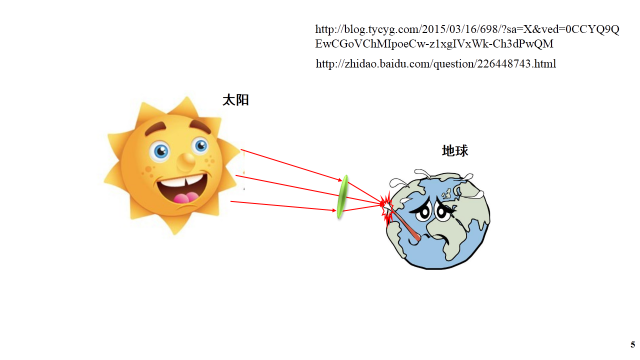 http://blog.tycyg.com/2015/03/16/698/?sa=X&ved=0CCYQ9Q
EwCGoVChMIpoeCw-z1xgIVxWk-Ch3dPwQM
http://zhidao.baidu.com/question/226448743.html
太阳
地球
5